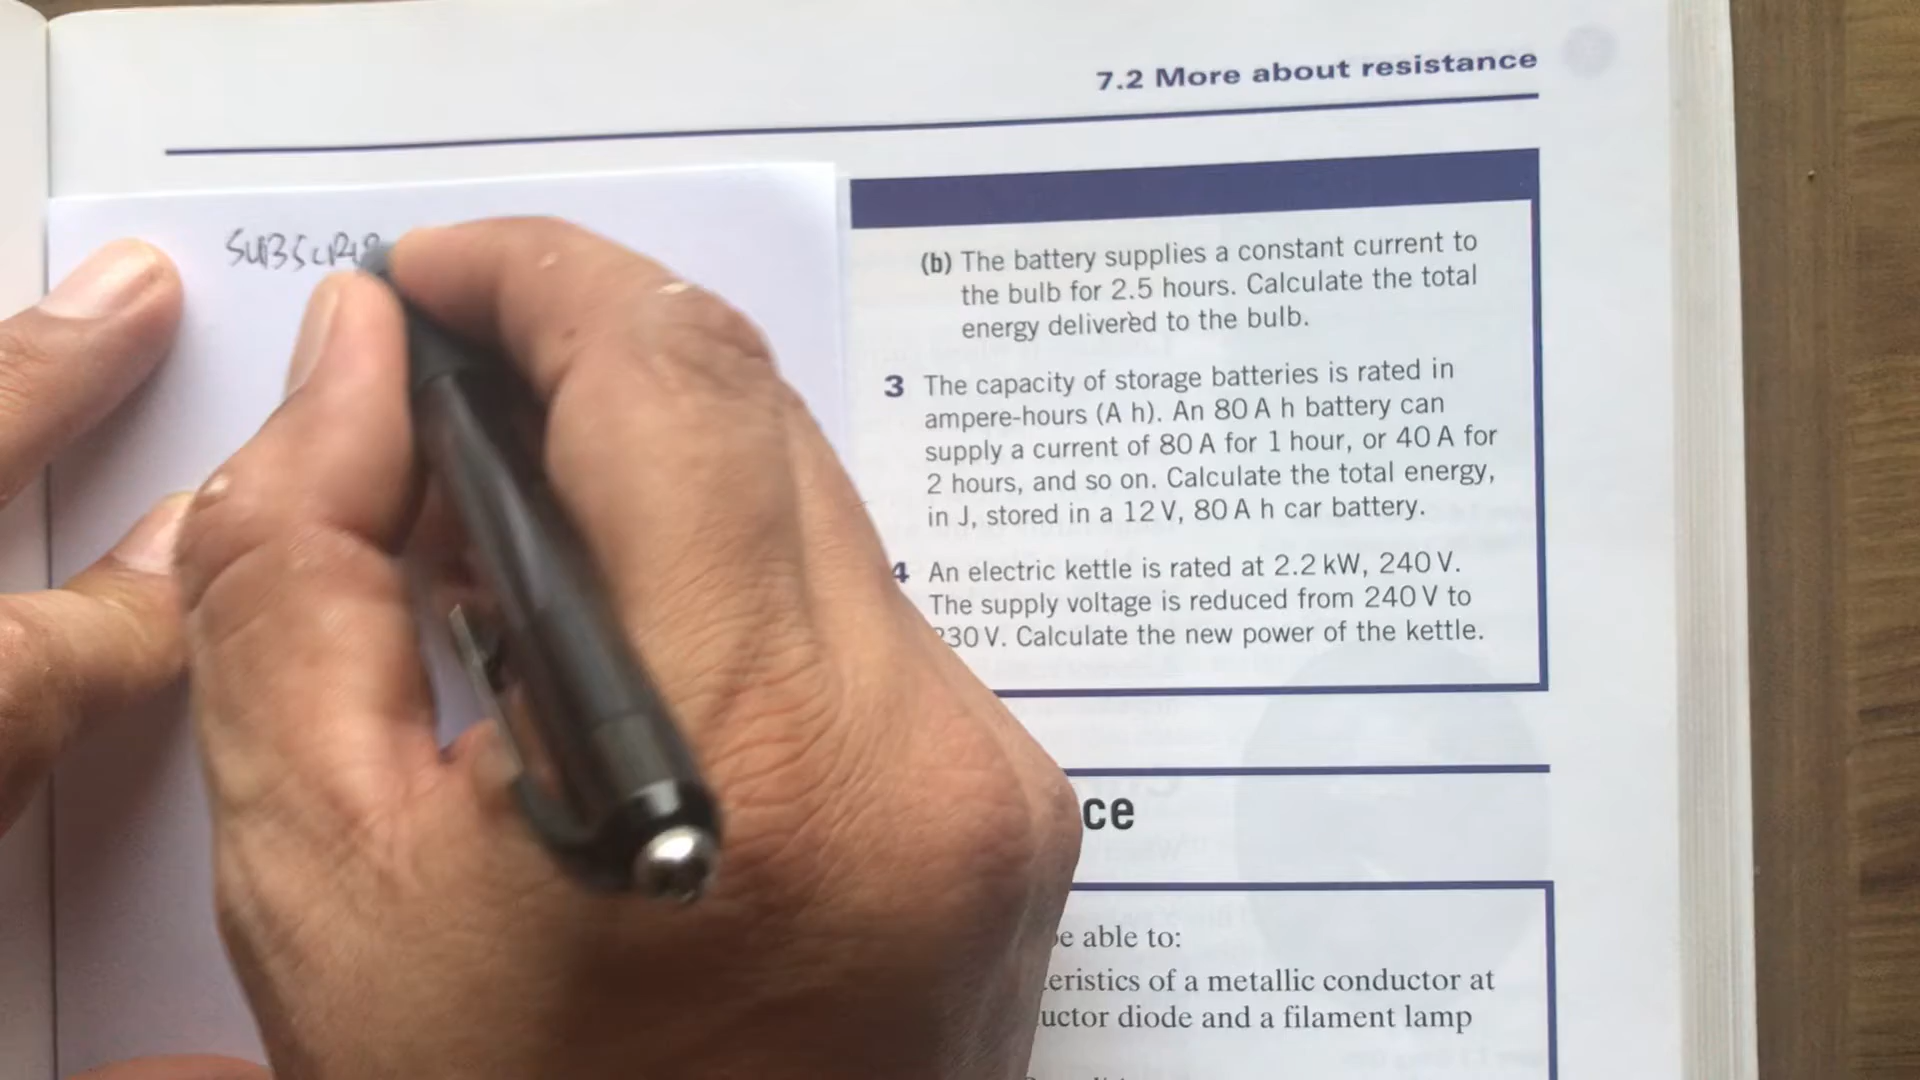 7.2 More about resistance
(b) The battery supplies a constant current to
the bulb for 2.5 hours. Calculate the total
energy delivered to the bulb.
3 The capacity of storage batteries is rated in
ampere-hours (A h). An 80 A h battery can
supply a current of 80 A for 1 hour, or 40 A for
2 hours, and so on. Calculate the total energy,
in J, stored in a 12 V, 80 A h car battery.
4 An electric kettle is rated at 2.2 kW, 240 V.
The supply voltage is reduced from 240 V to
230 V. Calculate the new power of the kettle.
able to:
of a metallic conductor at
diode and a filament lamp